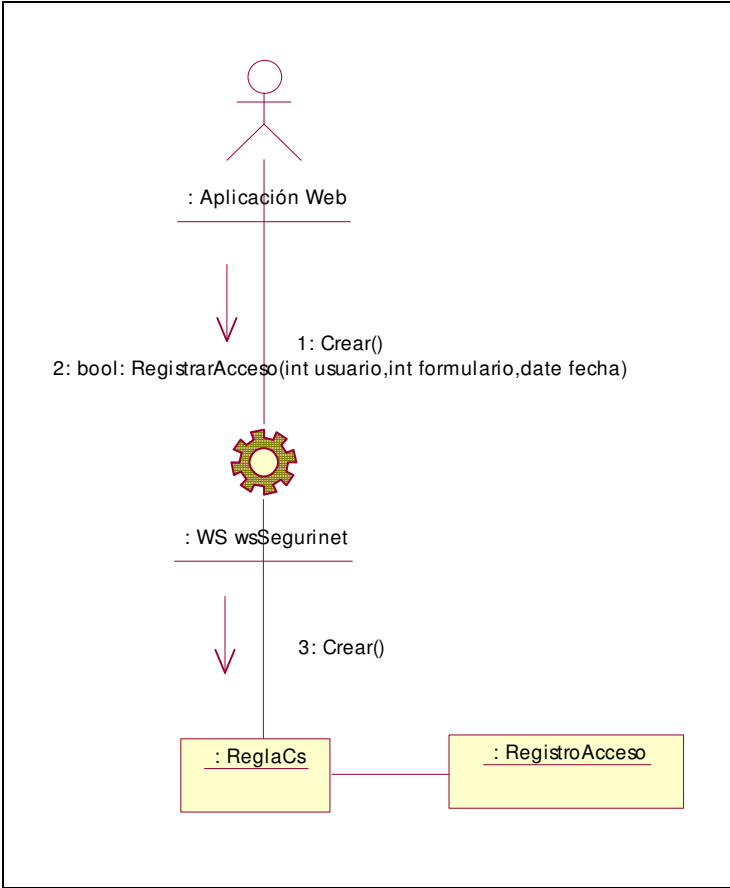 : Aplicación Web
1: Crear()
2: bool: RegistrarAcceso(int usuario,int formulario,date fecha)
: WS wsSegurinet
3: Crear()
: ReglaCs
: RegistroAcceso